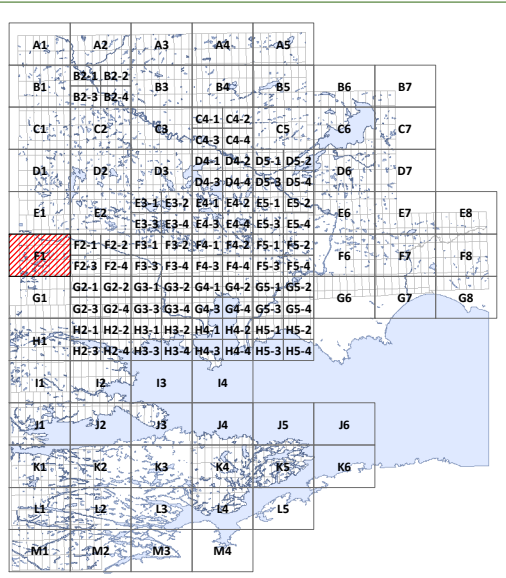 A1 A2 A3 A4 A5
B2-1 B2-2
B1 B3 B4 B5 B6 B7
B2-3 B2-4
C4-1 C4-2
C1 C2 C3 C5 C6 C7
C4-3 C4-4
D4-1 D4-2 D5-1 D5-2
D1 D2 D3 D6 D7
D4-3 D4-4 D5-3 D5-4
E3-1 E3-2 E4-1 E4-2 E5-1 E5-2
E1 E2 E6 E7 E8
E3-3 E3-4 E4-3 E4-4 E5-3 E5-4
F2-1 F2-2 F3-1 F3-2 F4-1 F4-2 F5-1 F5-2
F1 F6 F7 F8
F2-3 F2-4 F3-3 F3-4 F4-3 F4-4 F5-3 F5-4
G2-1 G2-2 G3-1 G3-2 G4-1 G4-2 G5-1 G5-2
G1 G6 G7 G8
G2-3 G2-4 G3-3 G3-4 G4-3 G4-4 G5-3 G5-4
H2-1 H2-2 H3-1 H3-2 H4-1 H4-2 H5-1 H5-2
H1
H2-3 H2-4 H3-3 H3-4 H4-3 H4-4 H5-3 H5-4
I1 I2 I3 I4
J1 J2 J3 J4 J5 J6
K1 K2 K3 K4 K5 K6
L1 L2 L3 L4 L5
M1 M2 M3 M4